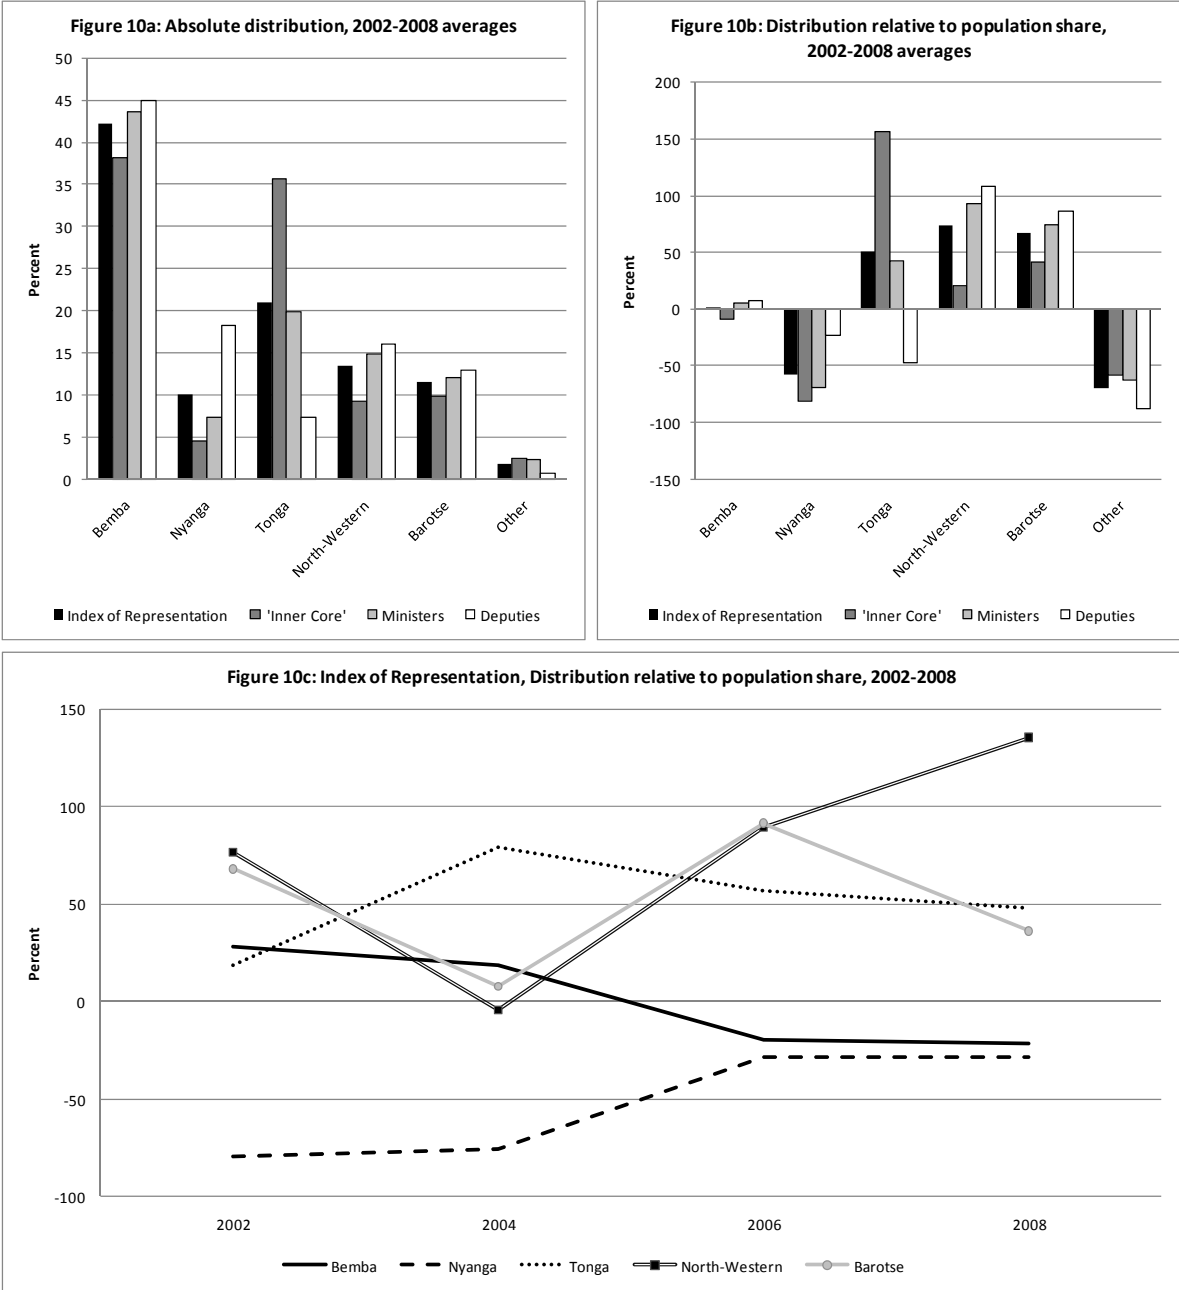 Figure 10a: Absolute distribution, 2002-2008 averages
50
45
40
35
30
25
20
15
10
5
0
Percent
Bemba
Nyanga
Tonga
North-Western
Barotse
Other
Index of Representation
'Inner Core'
Ministers
Deputies
Figure 10b: Distribution relative to population share,
2002-2008 averages
200
150
100
50
0
-50
-100
-150
Percent
Bemba
Nyanga
Tonga
North-Western
Barotse
Other
Index of Representation
'Inner Core'
Ministers
Deputies
Figure 10c: Index of Representation, Distribution relative to population share, 2002-2008
150
100
50
0
-50
-100
Percent
2002
2004
2006
2008
Bemba
Nyanga
Tonga
North-Western
Barotse